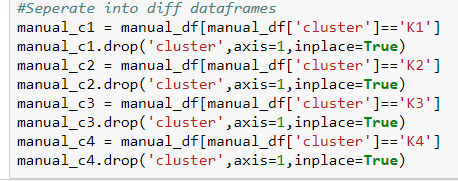 #Seperate into diff dataframes
manual_c1 = manual_df[manual_df['cluster']=='K1']
manual_c1.drop('cluster',axis=1,inplace=True)
manual_c2 = manual_df[manual_df['cluster']=='K2']
manual_c2.drop('cluster',axis=1,inplace=True)
manual_c3 = manual_df[manual_df['cluster']=='K3']
manual_c3.drop('cluster',axis=1,inplace=True)
manual_c4 = manual_df[manual_df['cluster']=='K4']
manual_c4.drop('cluster',axis=1,inplace=True)